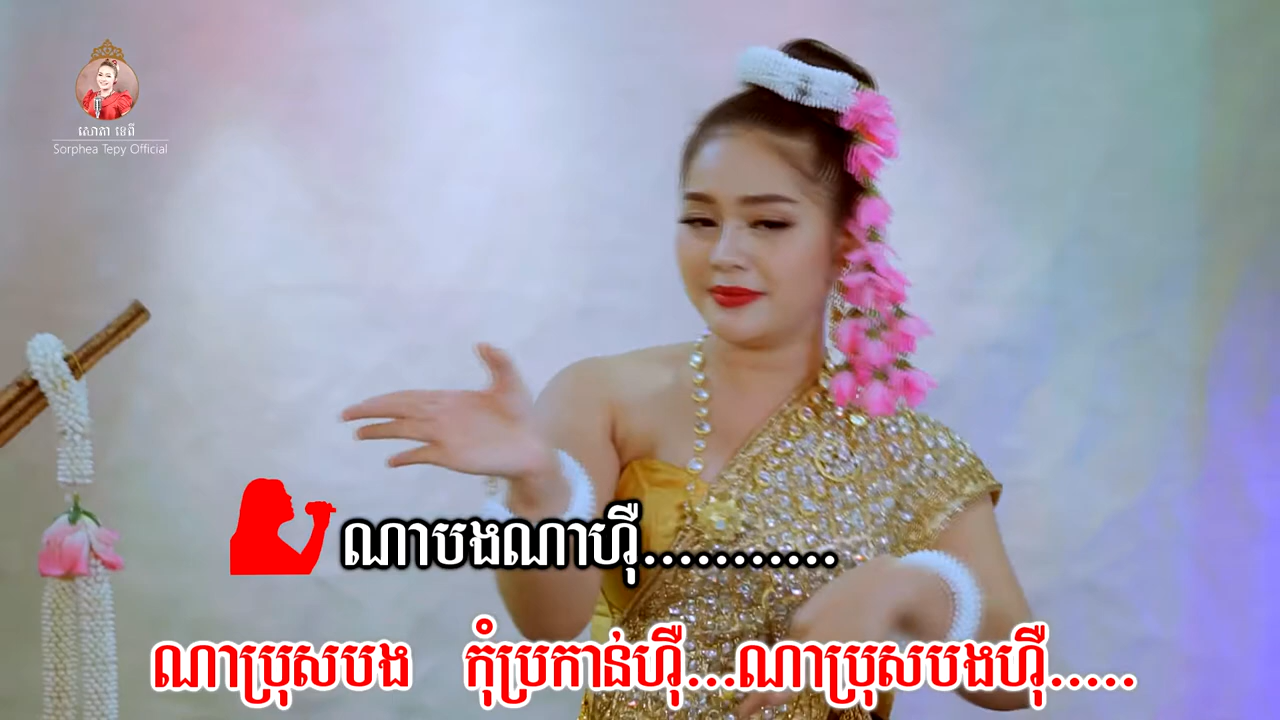 សោភា ទេពី
Sorphea Tepy Official
ណាបងណាហ៊ឺ...........
ណាប្រុសបង កុំប្រកាន់ហ៊ឺ...ណាប្រុសបងហ៊ឺ.....